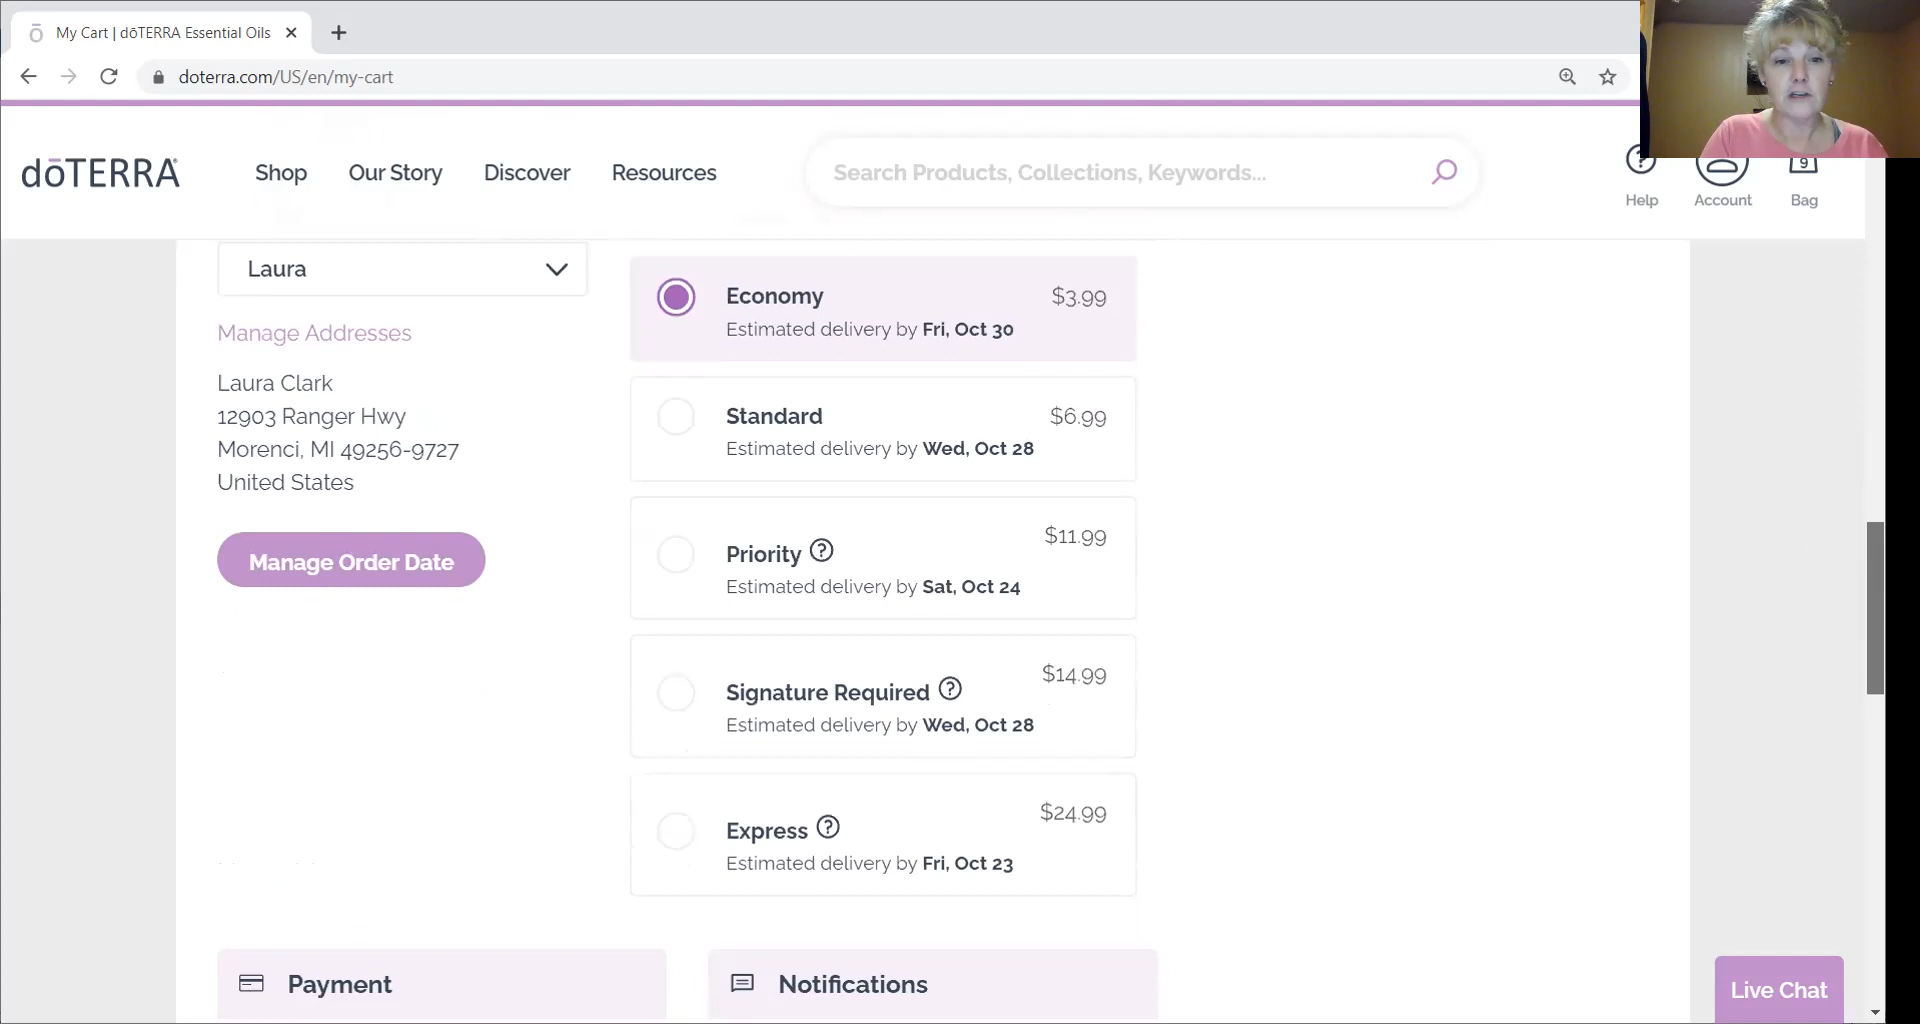 My Cart | dōTERRA Essential Oils
doterra.com/US/en/my-cart
dōTERRA
Shop
Our Story
Discover
Resources
Search Products, Collections, Keywords...
Help
Account
9
Bag
Laura
Manage Addresses
Laura Clark
12903 Ranger Hwy
Morenci, MI 49256-9727
United States
Manage Order Date
Economy $3.99
Estimated delivery by Fri, Oct 30
Standard $6.99
Estimated delivery by Wed, Oct 28
Priority ? $11.99
Estimated delivery by Sat, Oct 24
Signature Required ? $14.99
Estimated delivery by Wed, Oct 28
Express ? $24.99
Estimated delivery by Fri, Oct 23
Payment
Notifications
Live Chat